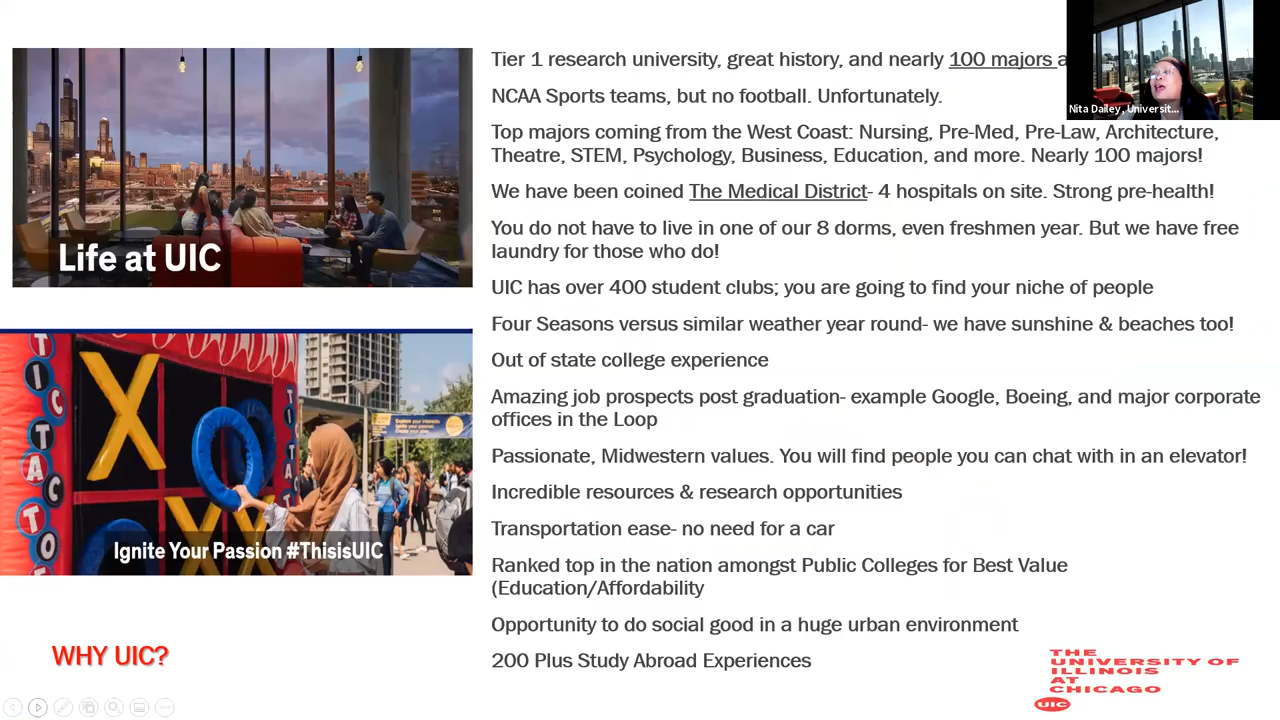 Tier 1 research university, great history, and nearly 100 majors a
NCAA Sports teams, but no football. Unfortunately.
Top majors coming from the West Coast: Nursing, Pre-Med, Pre-Law, Architecture,
Theatre, STEM, Psychology, Business, Education, and more. Nearly 100 majors!
We have been coined The Medical District- 4 hospitals on site. Strong pre-health!
You do not have to live in one of our 8 dorms, even freshmen year. But we have free
laundry for those who do!
UIC has over 400 student clubs; you are going to find your niche of people
Four Seasons versus similar weather year round- we have sunshine & beaches too!
Out of state college experience
Amazing job prospects post graduation- example Google, Boeing, and major corporate
offices in the Loop
Passionate, Midwestern values. You will find people you can chat with in an elevator!
Incredible resources & research opportunities
Transportation ease- no need for a car
Ranked top in the nation amongst Public Colleges for Best Value
(Education/Affordability
Opportunity to do social good in a huge urban environment
200 Plus Study Abroad Experiences
Nita Dailey, Universit...
Life at UIC
TIC TAC TO
X
Ignite Your Passion #ThisisUIC
WHY UIC?
THE
UNIVERSITY OF
ILLINOIS
AT
CHICAGO
UIC